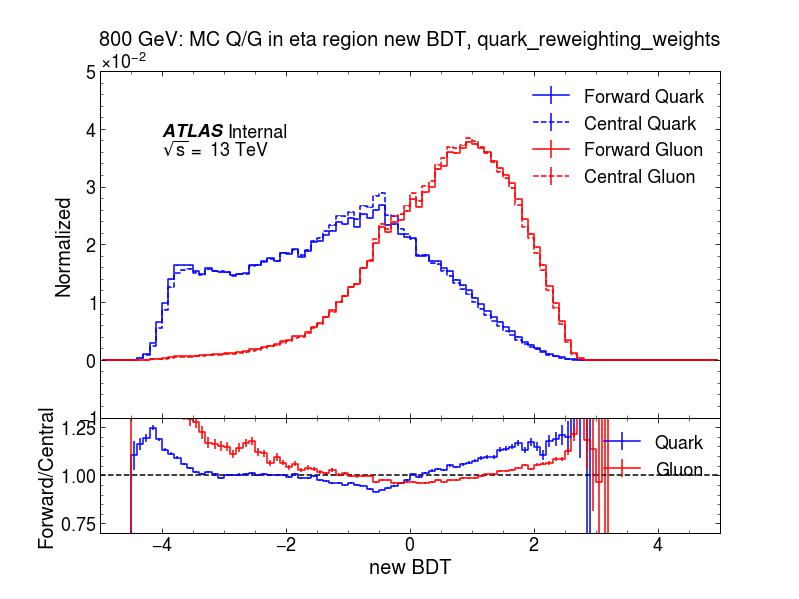 800 GeV: MC Q/G in eta region new BDT, quark_reweighting_weights
×10⁻²
5
4
3
2
1
0
−1
Normalized
ATLAS Internal
√s = 13 TeV
Forward Quark
Central Quark
Forward Gluon
Central Gluon
1.25
1.00
0.75
Forward/Central
Quark
Gluon
−4 −2 0 2 4
new BDT